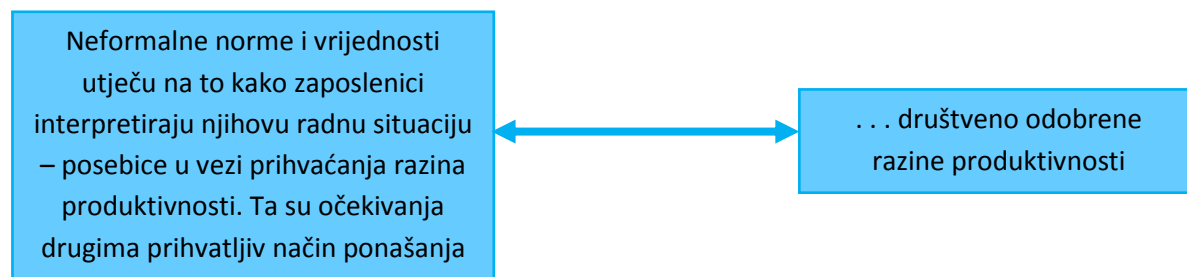 Neformalne norme i vrijednosti
utječu na to kako zaposlenici
interpretiraju njihovu radnu situaciju
– posebice u vezi prihvaćanja razina
produktivnosti. Ta su očekivanja
drugima prihvatljiv način ponašanja
. . . društveno odobrene
razine produktivnosti